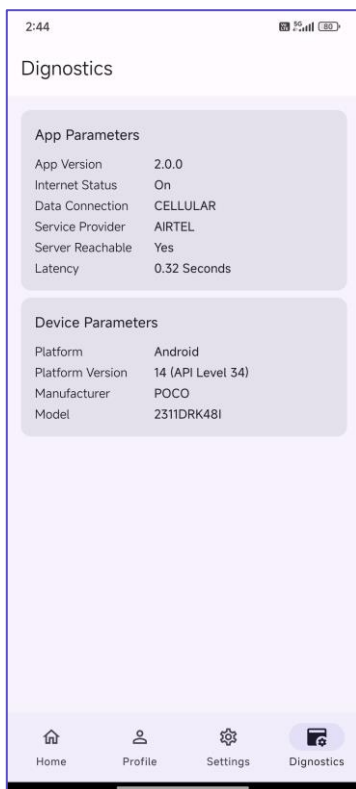 2:44
5G
80
Dignostics
App Parameters
App Version 2.0.0
Internet Status On
Data Connection CELLULAR
Service Provider AIRTEL
Server Reachable Yes
Latency 0.32 Seconds
Device Parameters
Platform Android
Platform Version 14 (API Level 34)
Manufacturer POCO
Model 2311DRK48I
Home Profile Settings Dignostics